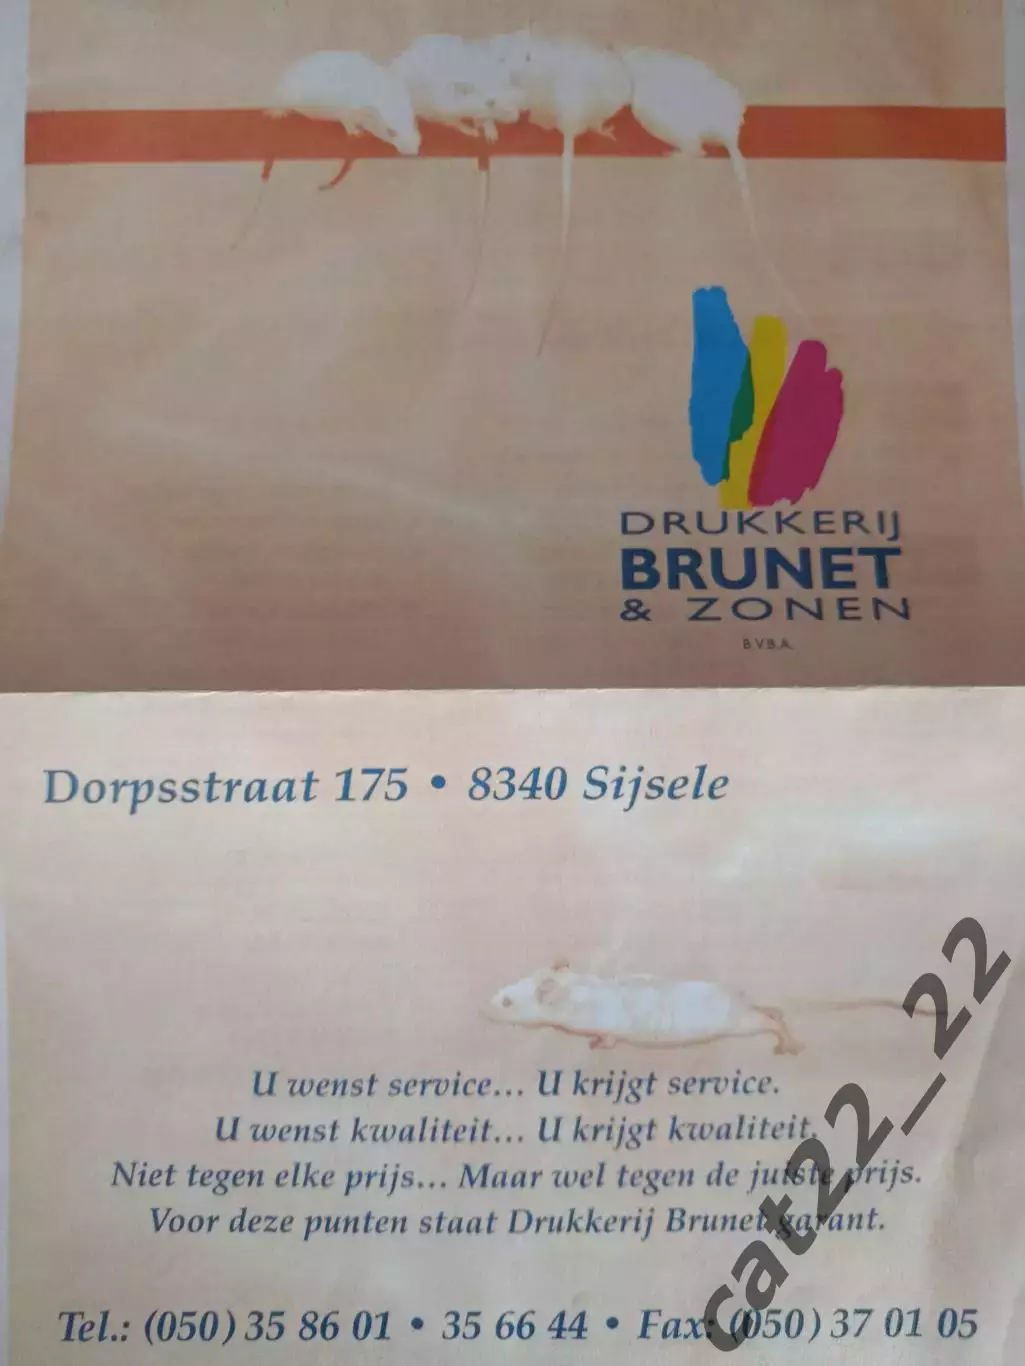 DRUKKERIJ
BRUNET
& ZONEN
B.V.B.A.
Dorpsstraat 175 • 8340 Sijsele
U wenst service... U krijgt service.
U wenst kwaliteit... U krijgt kwaliteit.
Niet tegen elke prijs... Maar wel tegen de juiste prijs.
Voor deze punten staat Drukkerij Brunet garant.
Tel.: (050) 35 86 01 • 35 66 44 • Fax: (050) 37 01 05
cat22_22